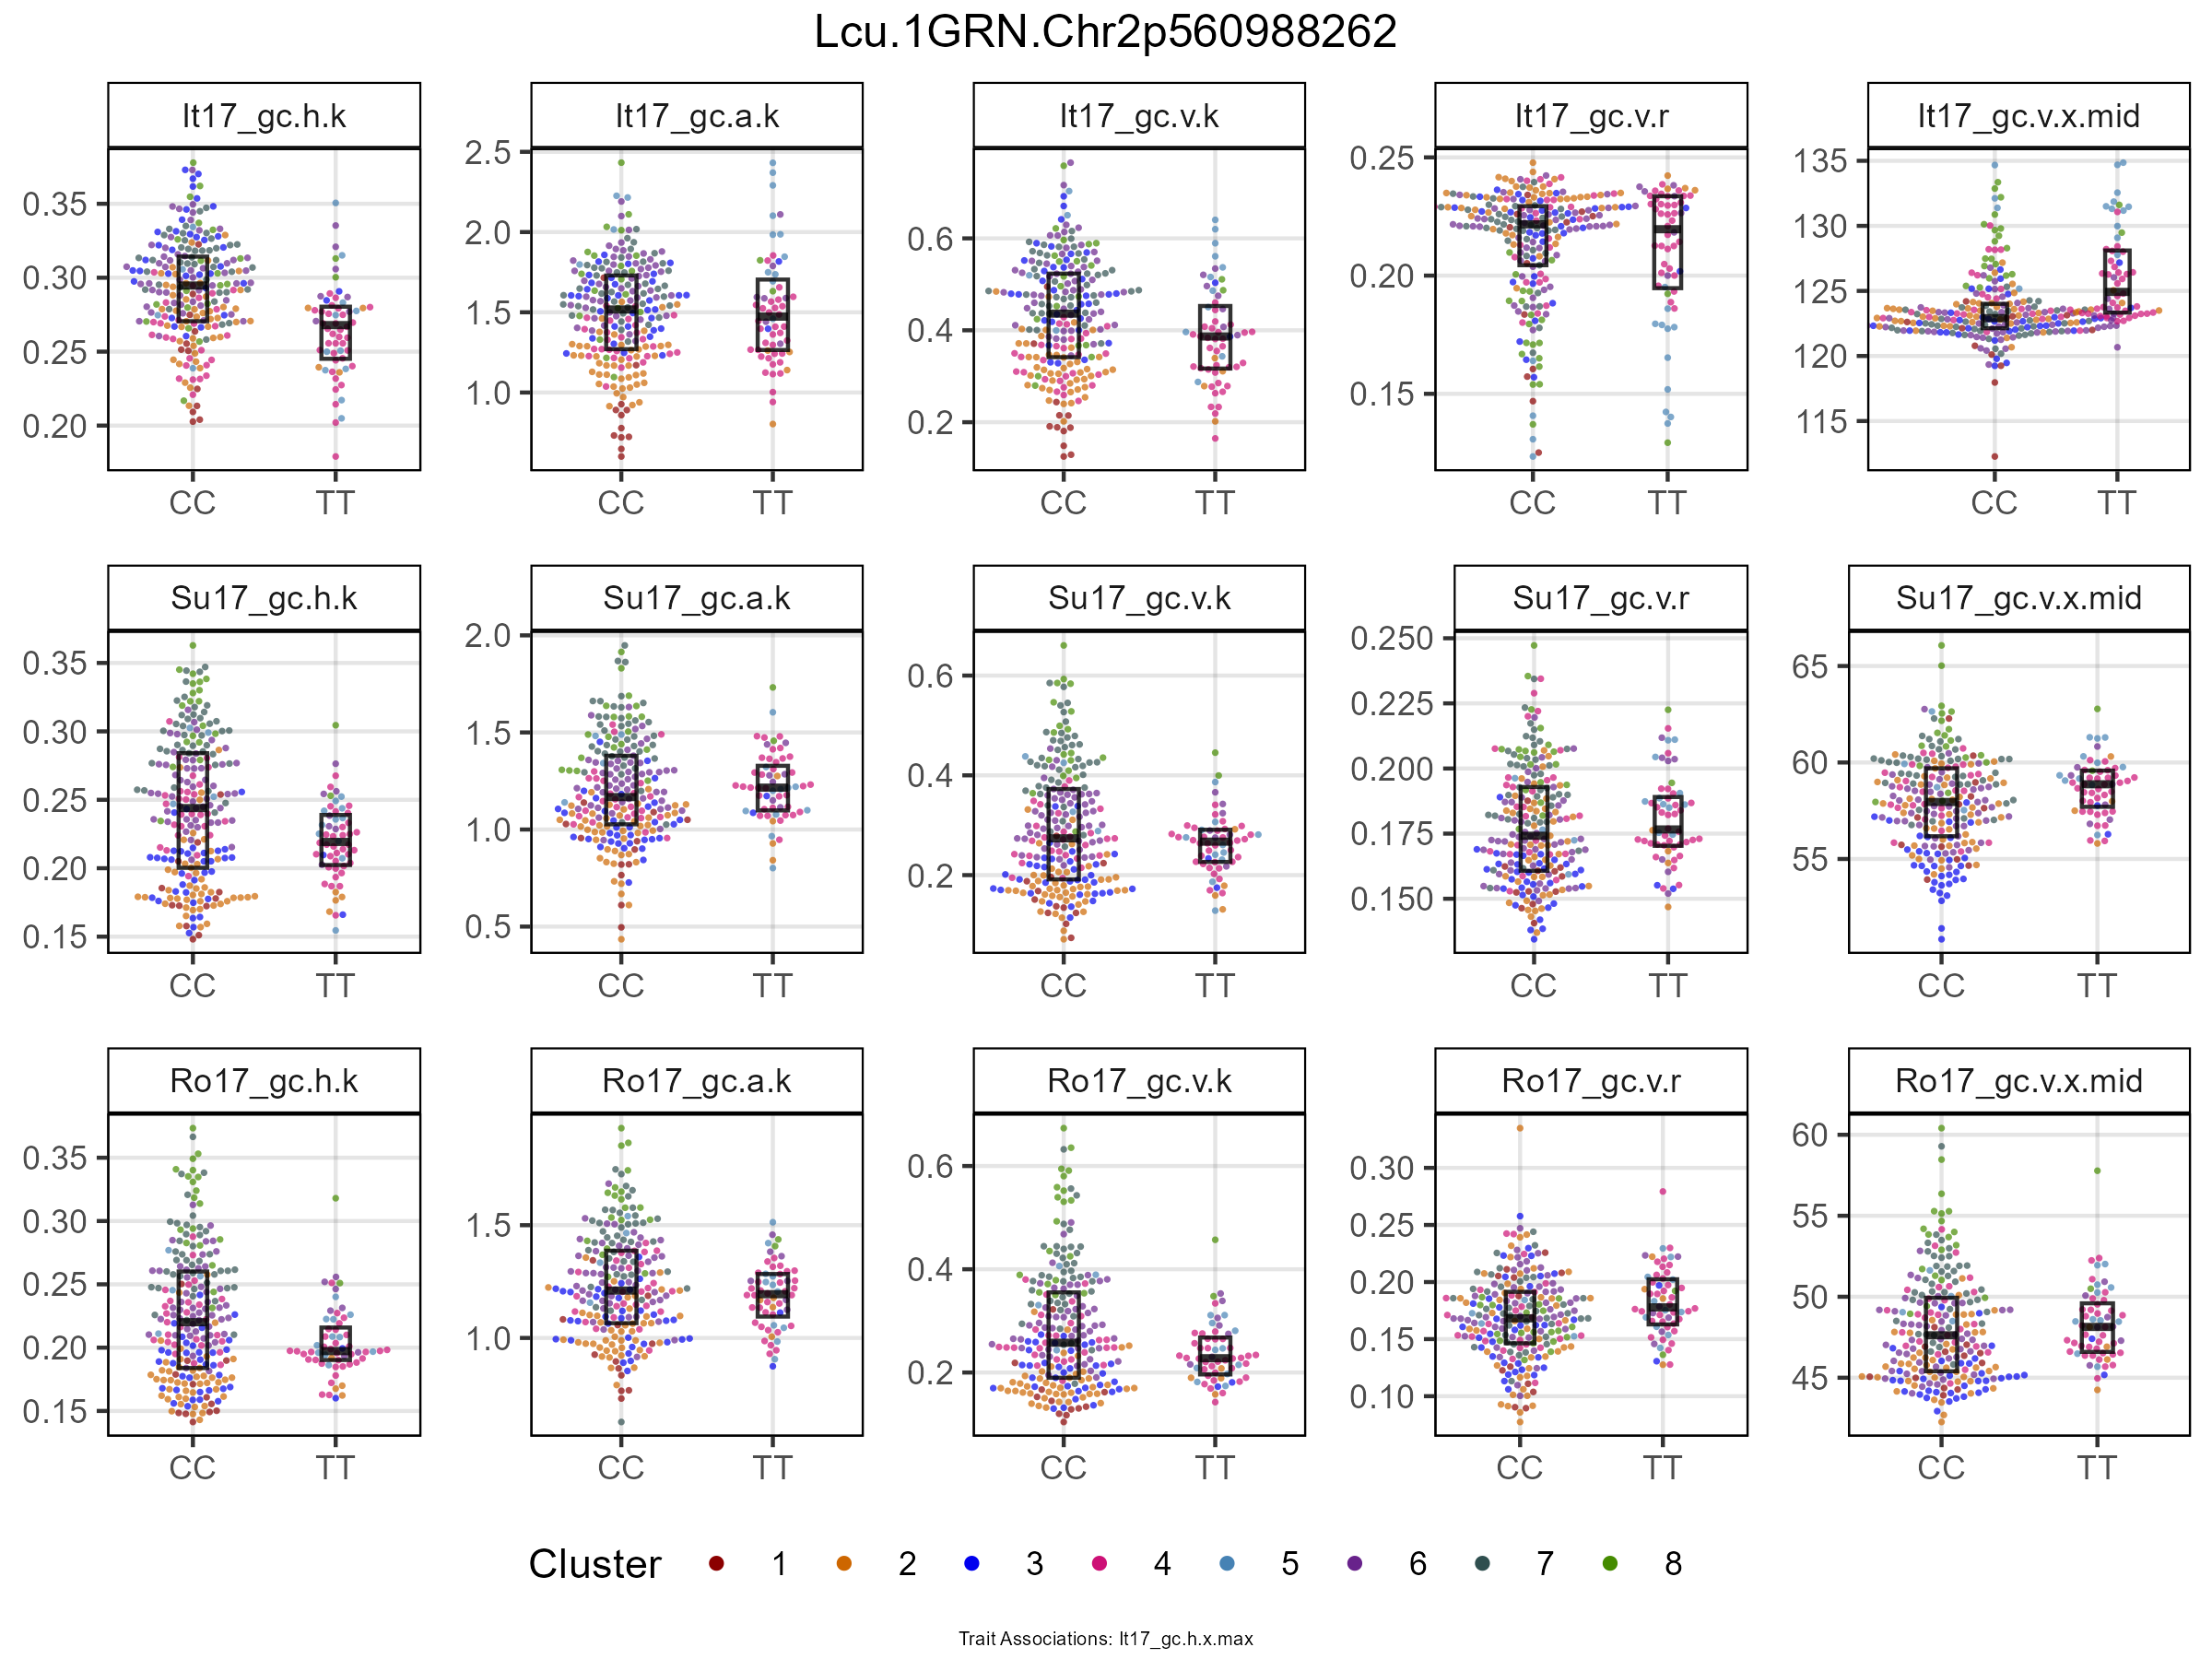 Lcu.1GRN.Chr2p560988262
It17_gc.h.k It17_gc.a.k It17_gc.v.k It17_gc.v.r It17_gc.v.x.mid
0.35 0.30 0.25 0.20
2.5 2.0 1.5 1.0
0.6 0.4 0.2
0.25 0.20 0.15
135 130 125 120 115
CC TT CC TT CC TT CC TT CC TT
Su17_gc.h.k Su17_gc.a.k Su17_gc.v.k Su17_gc.v.r Su17_gc.v.x.mid
0.35 0.30 0.25 0.20 0.15
2.0 1.5 1.0 0.5
0.6 0.4 0.2
0.250 0.225 0.200 0.175 0.150
65 60 55
CC TT CC TT CC TT CC TT CC TT
Ro17_gc.h.k Ro17_gc.a.k Ro17_gc.v.k Ro17_gc.v.r Ro17_gc.v.x.mid
0.35 0.30 0.25 0.20 0.15
1.5 1.0
0.6 0.4 0.2
0.30 0.25 0.20 0.15 0.10
60 55 50 45
CC TT CC TT CC TT CC TT CC TT
Cluster 1 2 3 4 5 6 7 8
Trait Associations: It17_gc.h.x.max